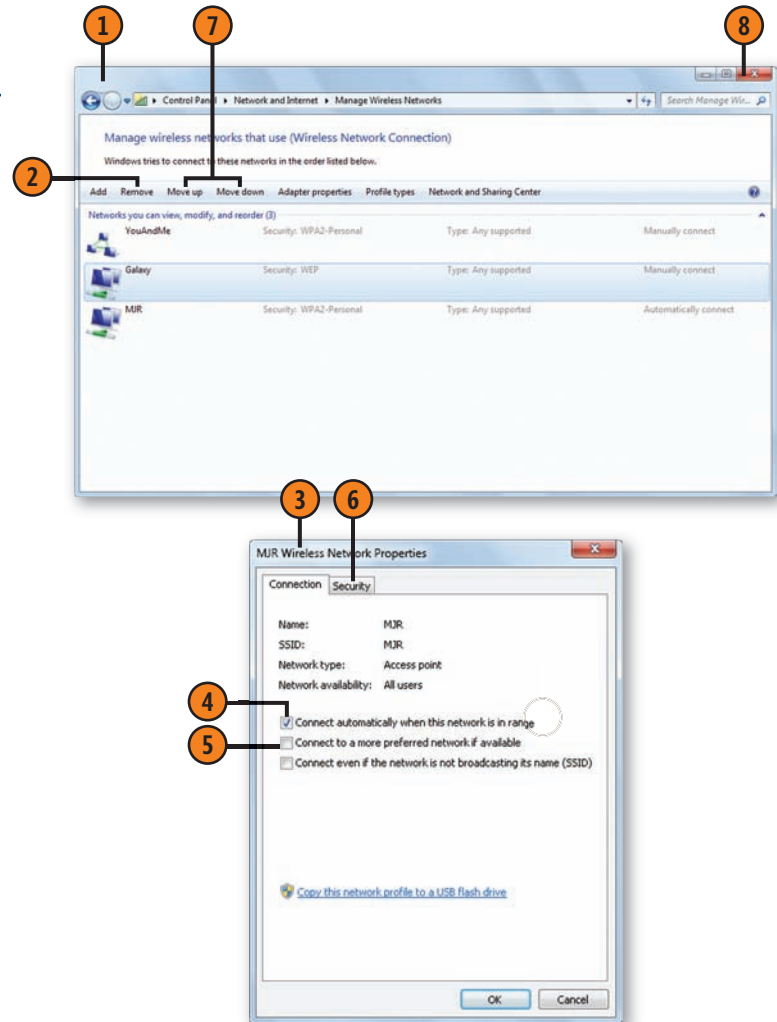 1 7 8
Control Panel ▸ Network and Internet ▸ Manage Wireless Networks Search Manage Wir...
Manage wireless networks that use (Wireless Network Connection)
Windows tries to connect to these networks in the order listed below.
2
Add Remove Move up Move down Adapter properties Profile types Network and Sharing Center
Networks you can view, modify, and reorder (3)
YouAndMe Security: WPA2-Personal Type: Any supported Manually connect
Galaxy Security: WEP Type: Any supported Manually connect
MJR Security: WPA2-Personal Type: Any supported Automatically connect
3 6
MJR Wireless Network Properties
Connection Security
Name: MJR
SSID: MJR
Network type: Access point
Network availability: All users
4
Connect automatically when this network is in range
5
Connect to a more preferred network if available
Connect even if the network is not broadcasting its name (SSID)
Copy this network profile to a USB flash drive
OK Cancel